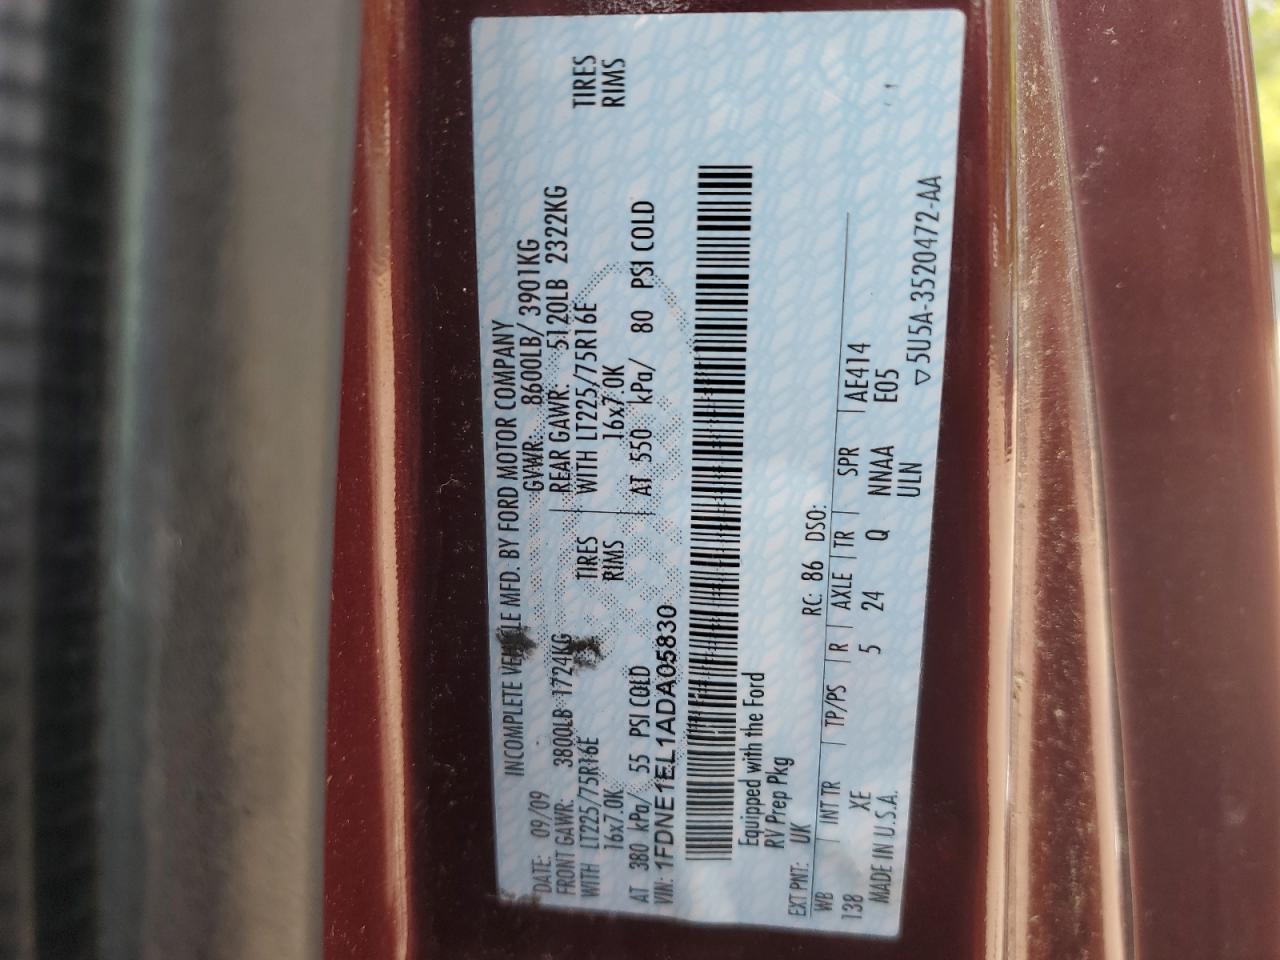 INCOMPLETE VEHICLE MFD. BY FORD MOTOR COMPANY
DATE: 09/09 GVWR: 8600LB/ 3901KG
FRONT GAWR: 3800LB 1724KG REAR GAWR: 5120LB 2322KG
WITH LT225/75R16E TIRES WITH LT225/75R16E TIRES
16x7.0K RIMS 16x7.0K RIMS
AT 380 kPa/ 55 PSI COLD AT 550 kPa/ 80 PSI COLD
VIN: 1FDNE1EL1ADA05830
Equipped with the Ford
RV Prep Pkg
EXT PNT: UK RC: 86 DSO:
WB INT TR TP/PS R AXLE TR SPR AE414
138 XE 5 24 Q NNAA E05
MADE IN U.S.A. ULN
▽ 5U5A-3520472-AA